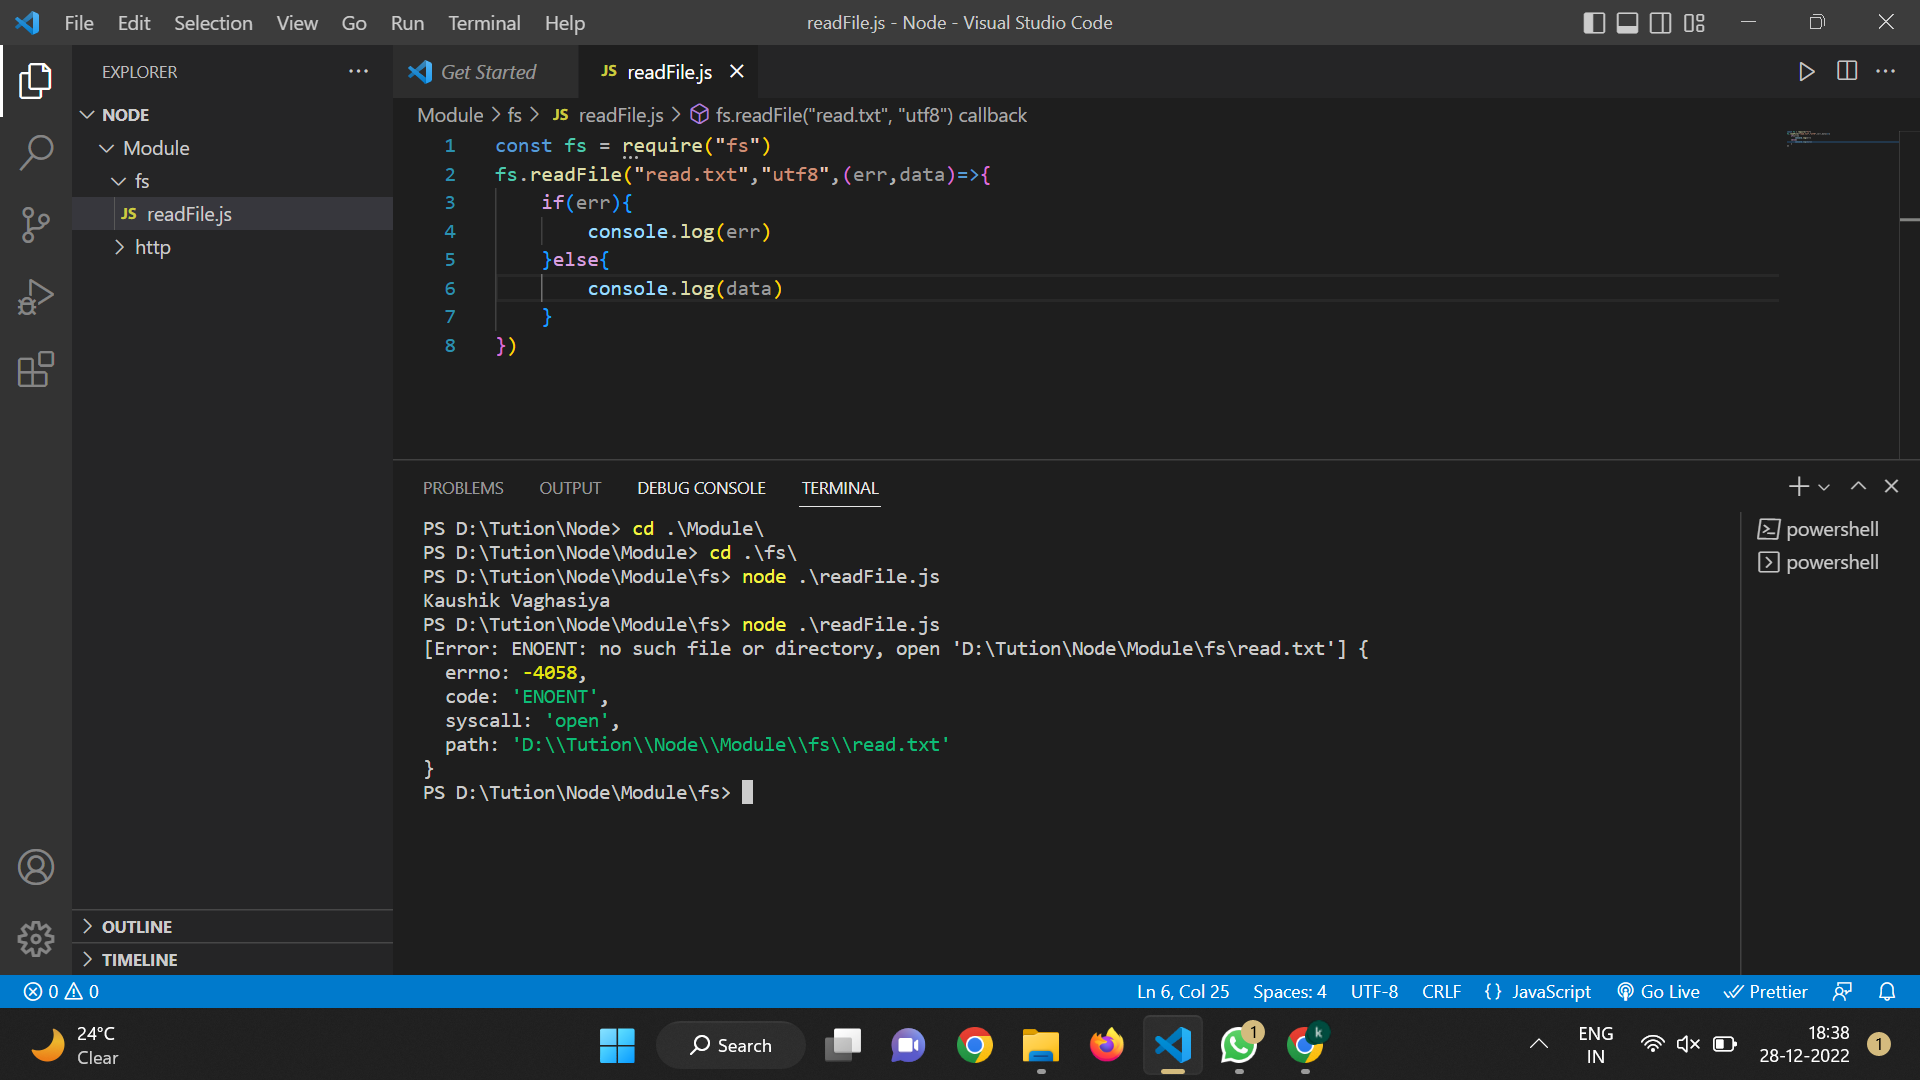 File Edit Selection View Go Run Terminal Help
readFile.js - Node - Visual Studio Code
EXPLORER
NODE
Module
fs
JS readFile.js
http
OUTLINE
TIMELINE
Get Started
JS readFile.js
Module > fs > JS readFile.js > fs.readFile("read.txt", "utf8") callback
1 const fs = require("fs")
2 fs.readFile("read.txt","utf8",(err,data)=>{
3 if(err){
4 console.log(err)
5 }else{
6 console.log(data)
7 }
8 })
PROBLEMS OUTPUT DEBUG CONSOLE TERMINAL
PS D:\Tution\Node> cd .\Module\
PS D:\Tution\Node\Module> cd .\fs\
PS D:\Tution\Node\Module\fs> node .\readFile.js
Kaushik Vaghasiya
PS D:\Tution\Node\Module\fs> node .\readFile.js
[Error: ENOENT: no such file or directory, open 'D:\Tution\Node\Module\fs\read.txt'] {
errno: -4058,
code: 'ENOENT',
syscall: 'open',
path: 'D:\\Tution\\Node\\Module\\fs\\read.txt'
}
PS D:\Tution\Node\Module\fs>
powershell
powershell
0 0
Ln 6, Col 25 Spaces: 4 UTF-8 CRLF {} JavaScript Go Live Prettier
24°C
Clear
Search
1
k
ENG
IN
18:38
28-12-2022
1